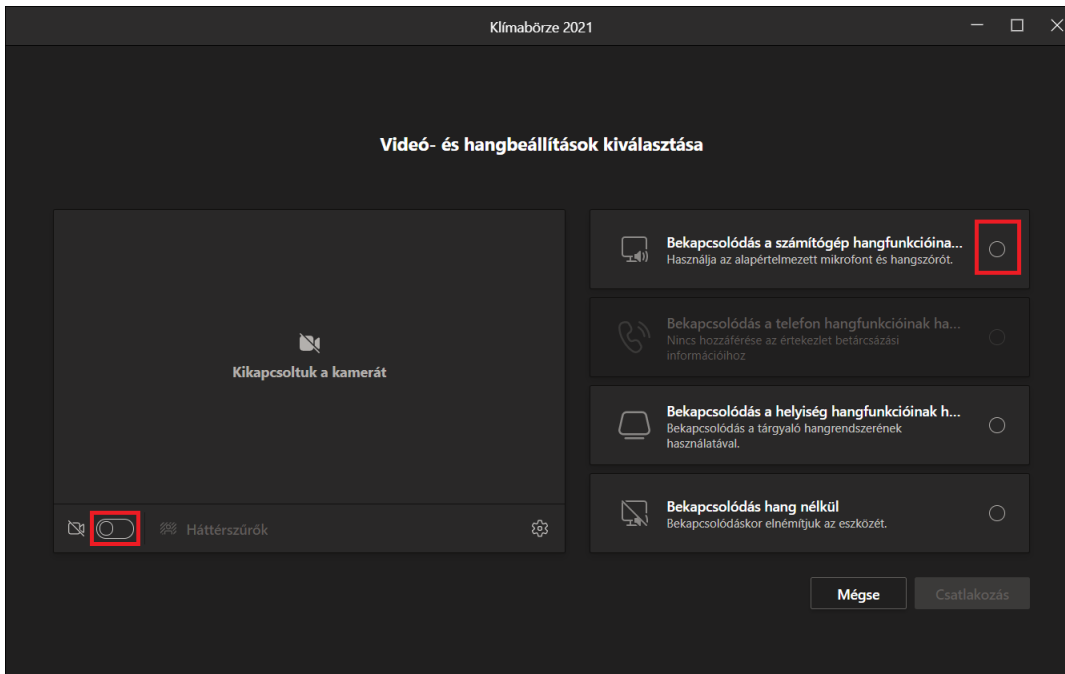 Klímabörze 2021
Videó- és hangbeállítások kiválasztása
Kikapcsoltuk a kamerát
Háttérszűrők
Bekapcsolódás a számítógép hangfunkcióina...
Használja az alapértelmezett mikrofont és hangszórót.
Bekapcsolódás a telefon hangfunkcióinak ha...
Nincs hozzáférése az értekezlet betárcsázási
információihoz
Bekapcsolódás a helyiség hangfunkcióinak h...
Bekapcsolódás a tárgyaló hangrendszerének
használatával.
Bekapcsolódás hang nélkül
Bekapcsolódáskor elnémítjuk az eszközét.
Mégse
Csatlakozás